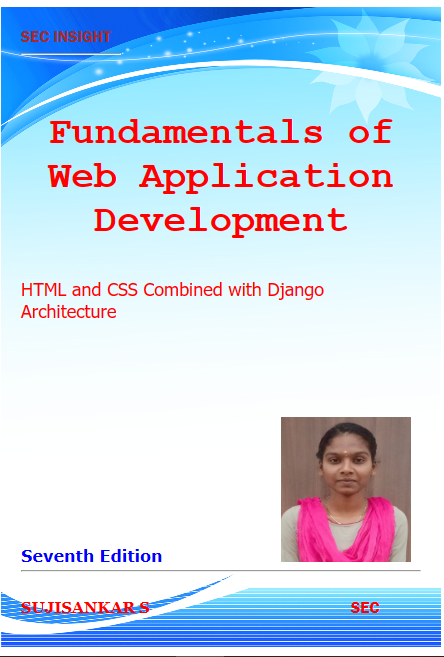 SEC INSIGHT
Fundamentals of
Web Application
Development
HTML and CSS Combined with Django
Architecture
Seventh Edition
SUJISANKAR S SEC